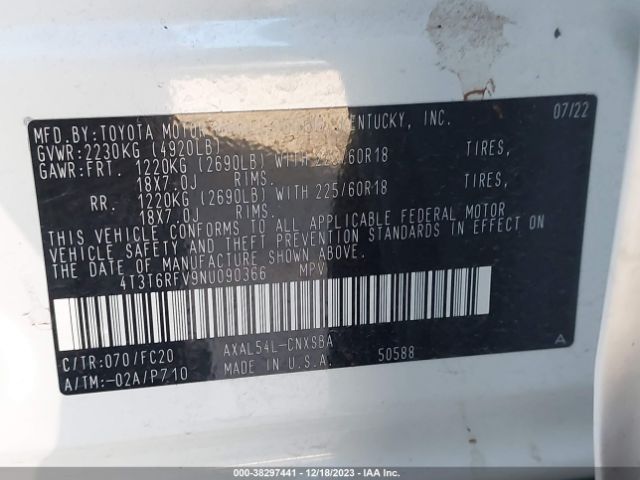 07/22
MFD.BY:TOYOTA MOTOR KENTUCKY, INC.
GVWR:2230KG (4920LB)
GAWR:FRT. 1220KG (2690LB) WITH 225/60R18 TIRES,
18X7.0J RIMS.
RR. 1220KG (2690LB) WITH 225/60R18 TIRES,
18X7.0J RIMS.
THIS VEHICLE CONFORMS TO ALL APPLICABLE FEDERAL MOTOR
VEHICLE SAFETY AND THEFT PREVENTION STANDARDS IN EFFECT
ON THE DATE OF MANUFACTURE SHOWN ABOVE.
4T3T6RFV9NU090366 MPV
C/TR:070/FC20 AXAL54L-CNXSBA A
A/TM:-02A/P710 MADE IN U.S.A. 50588
000-38297441 - 12/18/2023 - IAA Inc.